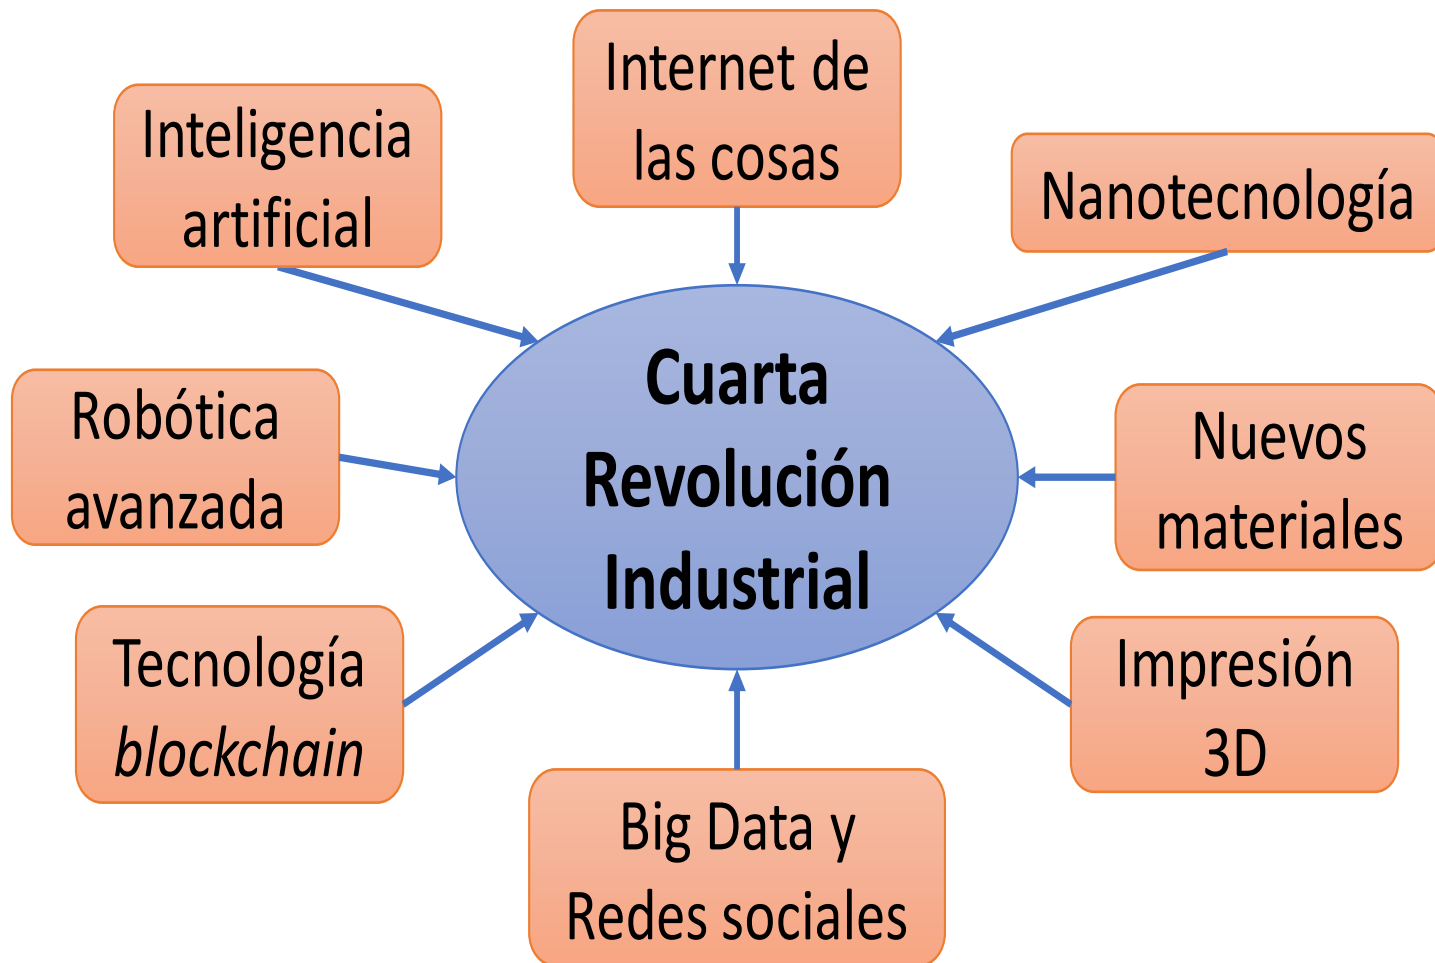 Internet de
las cosas
Inteligencia
artificial
Nanotecnología
Cuarta
Revolución
Industrial
Robótica
avanzada
Nuevos
materiales
Tecnología
blockchain
Impresión
3D
Big Data y
Redes sociales